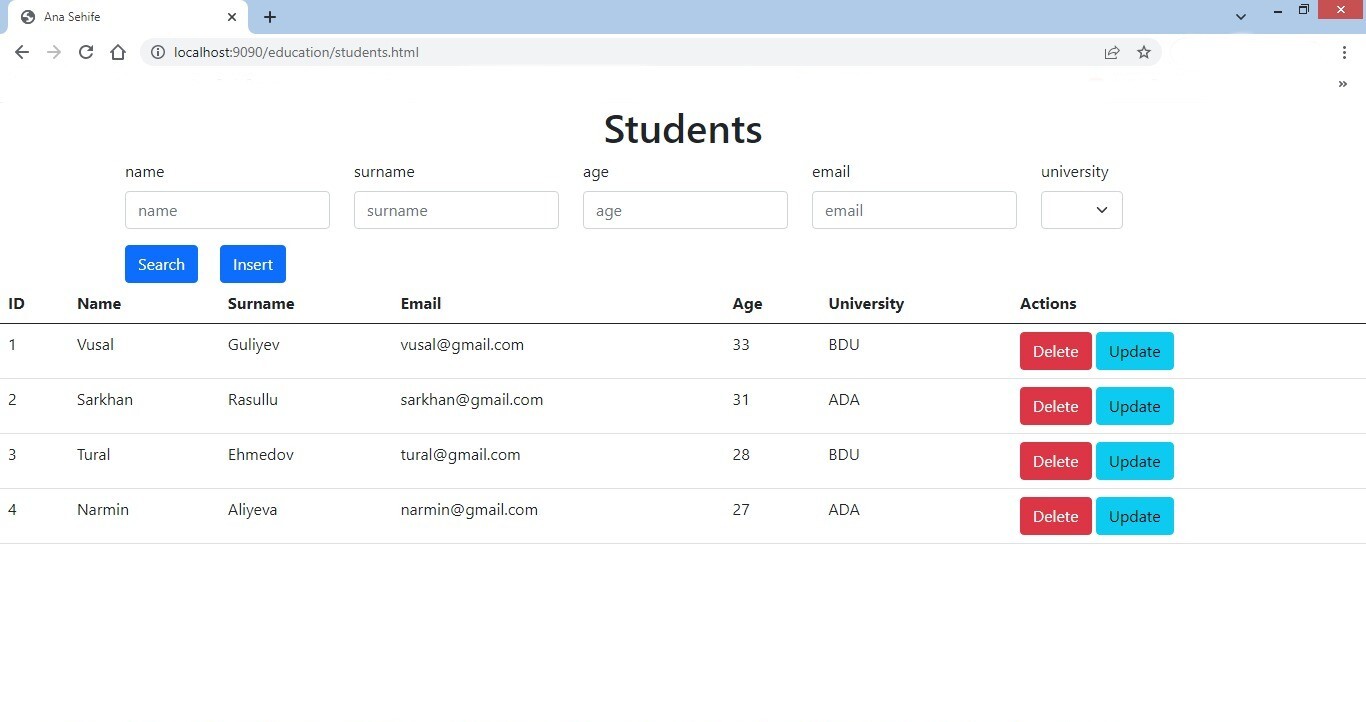 Ana Sehife
localhost:9090/education/students.html
Students
name surname age email university
name surname age email
Search Insert
ID Name Surname Email Age University Actions
1 Vusal Guliyev vusal@gmail.com 33 BDU Delete Update
2 Sarkhan Rasullu sarkhan@gmail.com 31 ADA Delete Update
3 Tural Ehmedov tural@gmail.com 28 BDU Delete Update
4 Narmin Aliyeva narmin@gmail.com 27 ADA Delete Update